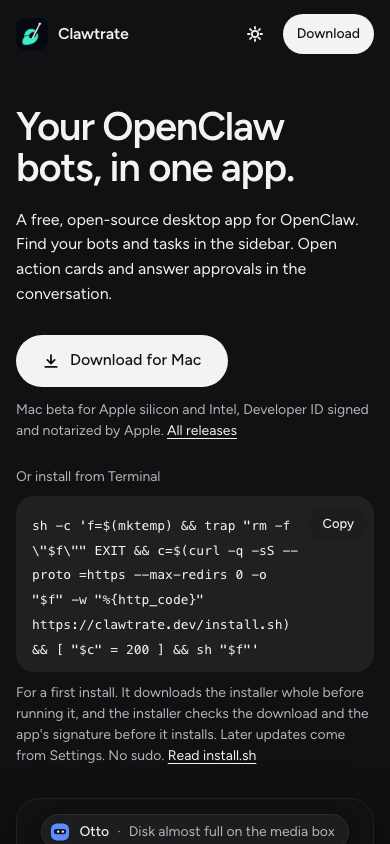 Clawtrate
Download
Your OpenClaw
bots, in one app.
A free, open-source desktop app for OpenClaw.
Find your bots and tasks in the sidebar. Open
action cards and answer approvals in the
conversation.
Download for Mac
Mac beta for Apple silicon and Intel, Developer ID signed
and notarized by Apple. All releases
Or install from Terminal
Copy
sh -c 'f=$(mktemp) && trap "rm -f
\"$f\"" EXIT && c=$(curl -q -sS --
proto =https --max-redirs 0 -o
"$f" -w "%{http_code}"
https://clawtrate.dev/install.sh)
&& [ "$c" = 200 ] && sh "$f"'
For a first install. It downloads the installer whole before
running it, and the installer checks the download and the
app's signature before it installs. Later updates come
from Settings. No sudo. Read install.sh
Otto · Disk almost full on the media box